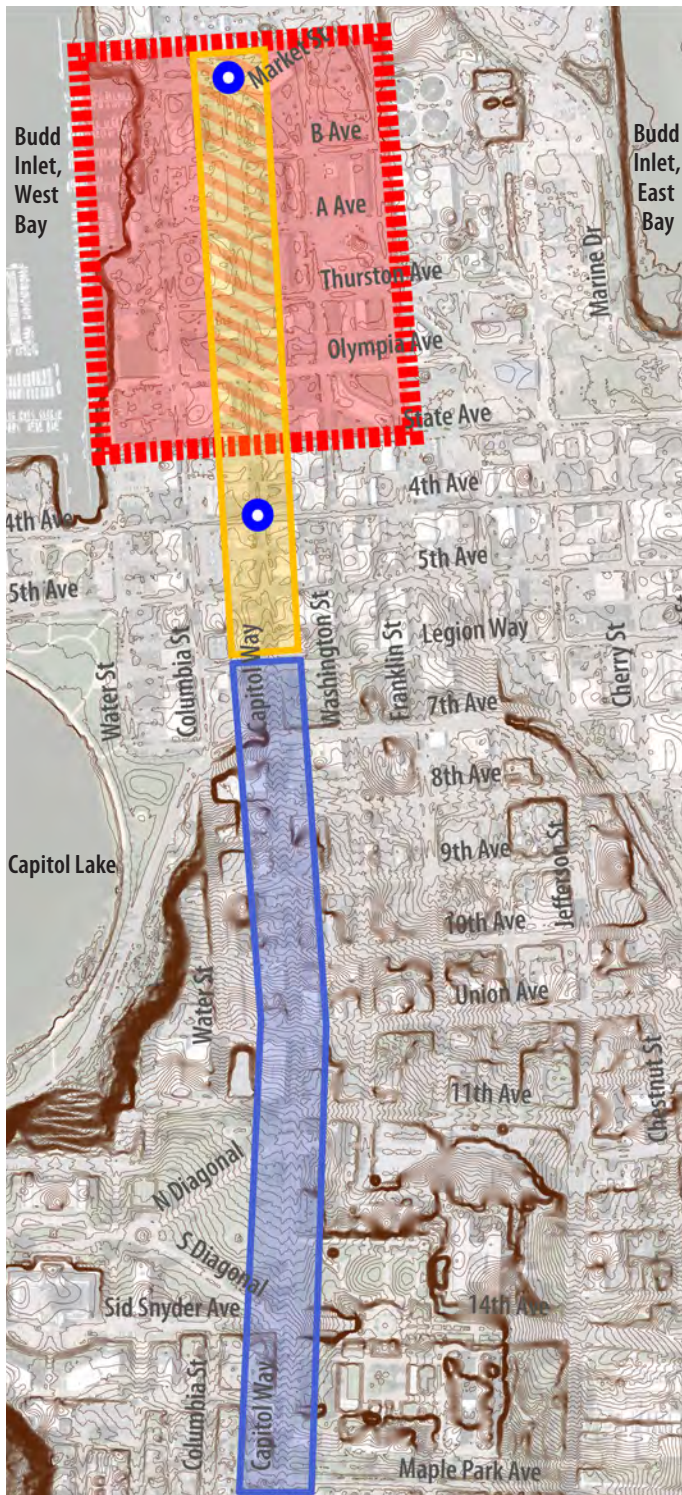 Market St
Budd
Inlet,
West
Bay
B Ave
Budd
Inlet,
East
Bay
A Ave
Marine Dr
Thurston Ave
Olympia Ave
State Ave
4th Ave
4th Ave
5th Ave
5th Ave
Water St
Columbia St
Capitol Way
Washington St
Franklin St
Legion Way
Cherry St
7th Ave
8th Ave
Capitol Lake
9th Ave
Jefferson St
10th Ave
Water St
Union Ave
11th Ave
Chestnut St
N Diagonal
S Diagonal
Sid Snyder Ave
14th Ave
Columbia St
Capitol Way
Maple Park Ave